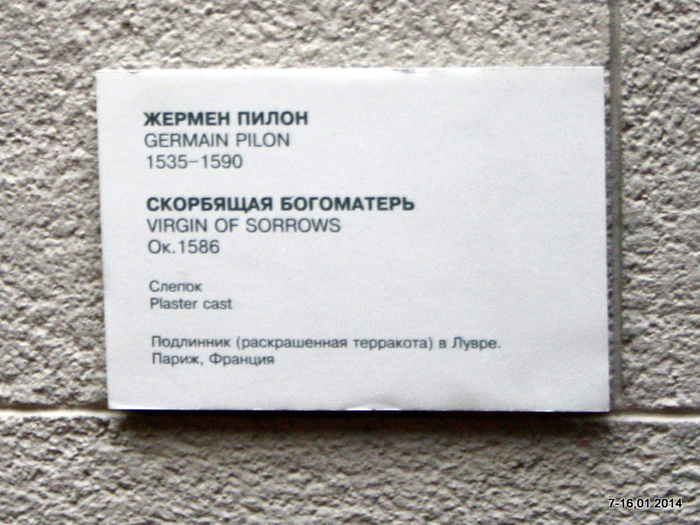 ЖЕРМЕН ПИЛОН
GERMAIN PILON
1535–1590
СКОРБЯЩАЯ БОГОМАТЕРЬ
VIRGIN OF SORROWS
Ок.1586
Слепок
Plaster cast
Подлинник (раскрашенная терракота) в Лувре.
Париж, Франция
7-16,01 2014